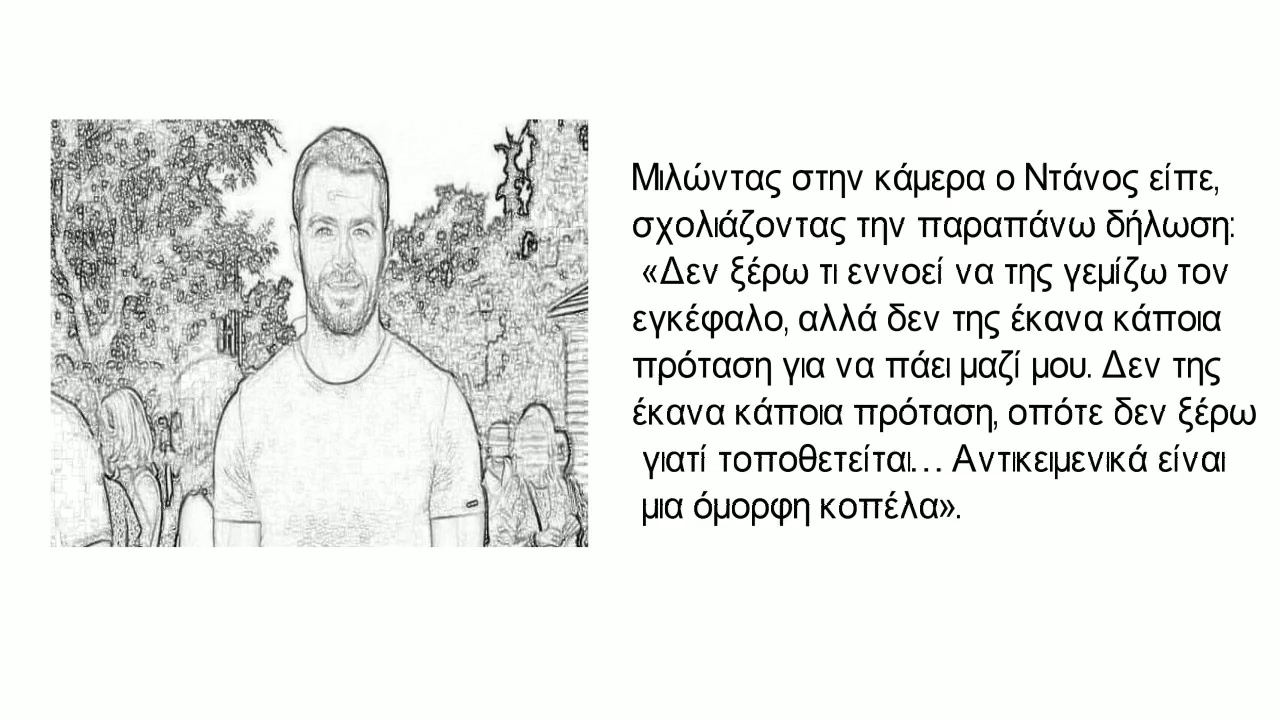 Μιλώντας στην κάμερα ο Ντάνος είπε,
σχολιάζοντας την παραπάνω δήλωση:
«Δεν ξέρω τι εννοεί να της γεμίζω τον
εγκέφαλο, αλλά δεν της έκανα κάποια
πρόταση για να πάει μαζί μου. Δεν της
έκανα κάποια πρόταση, οπότε δεν ξέρω
γιατί τοποθετείται… Αντικειμενικά είναι
μια όμορφη κοπέλα».